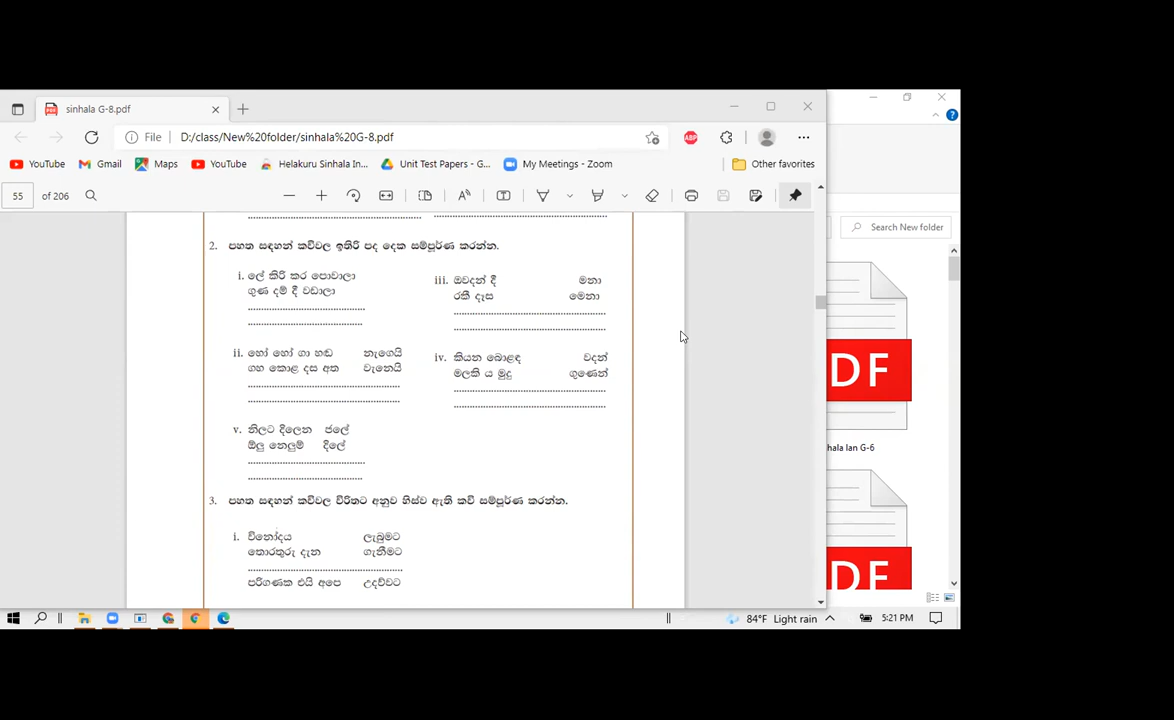 sinhala G-8.pdf
File D:/class/New%20folder/sinhala%20G-8.pdf
ABP
YouTube Gmail Maps YouTube Helakuru Sinhala In... Unit Test Papers - G... My Meetings - Zoom Other favorites
55 of 206
Search New folder
2. පහත සඳහන් කවිවල ඉතිරි පද දෙක සම්පූර්ණ කරන්න.
i. ලේ කිරි කර පොවාලා
ගුණ දම් දී වඩාලා
iii. ඔවදන් දී මනා
රකී දෑස මෙනා
ii. හෝ හෝ ගා හඬ නැගෙයි
ගහ කොළ දස අත වැනෙයි
iv. කියන බොළඳ වදන්
මලකි ය මුදු ගුණෙන්
v. නිලට දිලෙන ජලේ
ඕලු නෙලුම් දිලේ
3. පහත සඳහන් කවිවල විරිතට අනුව හිස්ව ඇති කවි සම්පූර්ණ කරන්න.
i. විනෝදය ලැබුමට
තොරතුරු දැන ගැනීමට
පරිගණක එයි අපෙ උදව්වට
PDF
hala lan G-6
PDF
84°F Light rain 5:21 PM